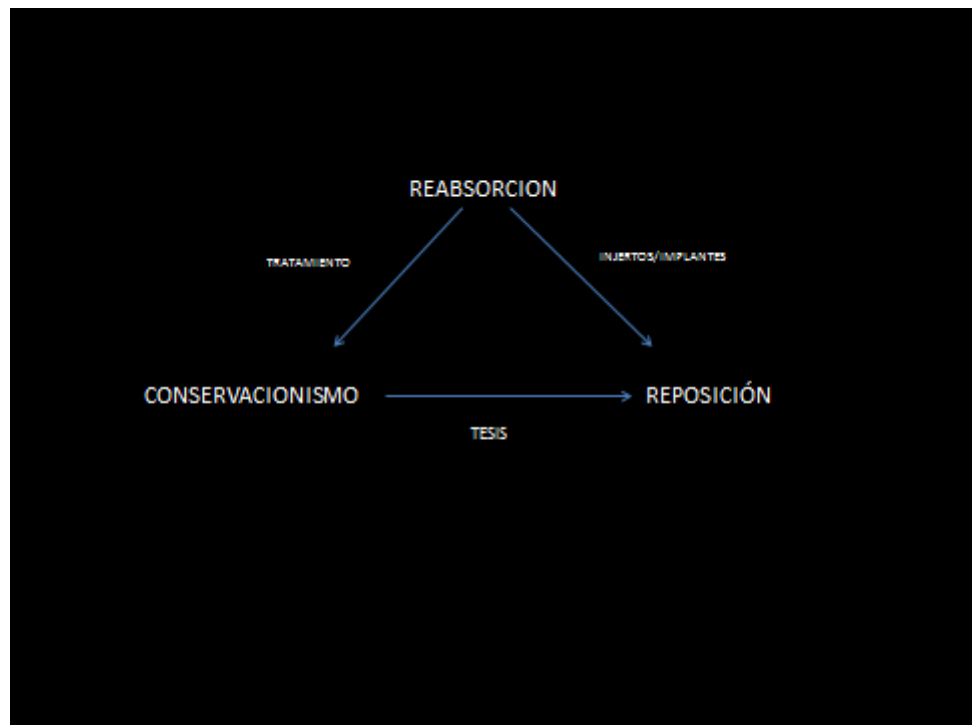 REABSORCION
TRATAMIENTO
INJERTOS/IMPLANTES
CONSERVACIONISMO
REPOSICIÓN
TESIS